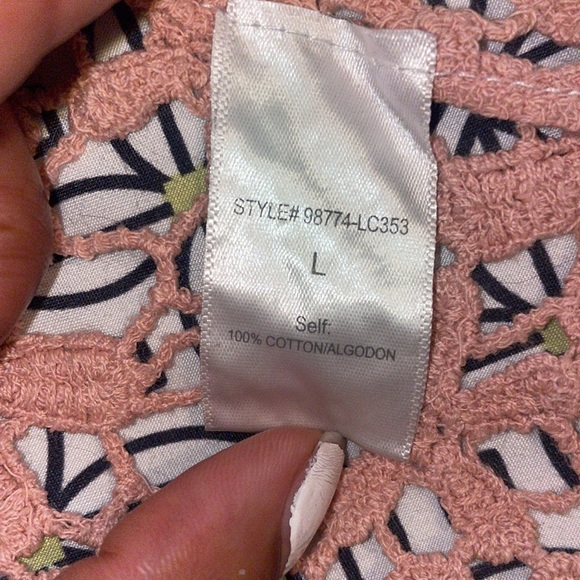 STYLE# 98774-LC353
L
Self:
100% COTTON/ALGODON